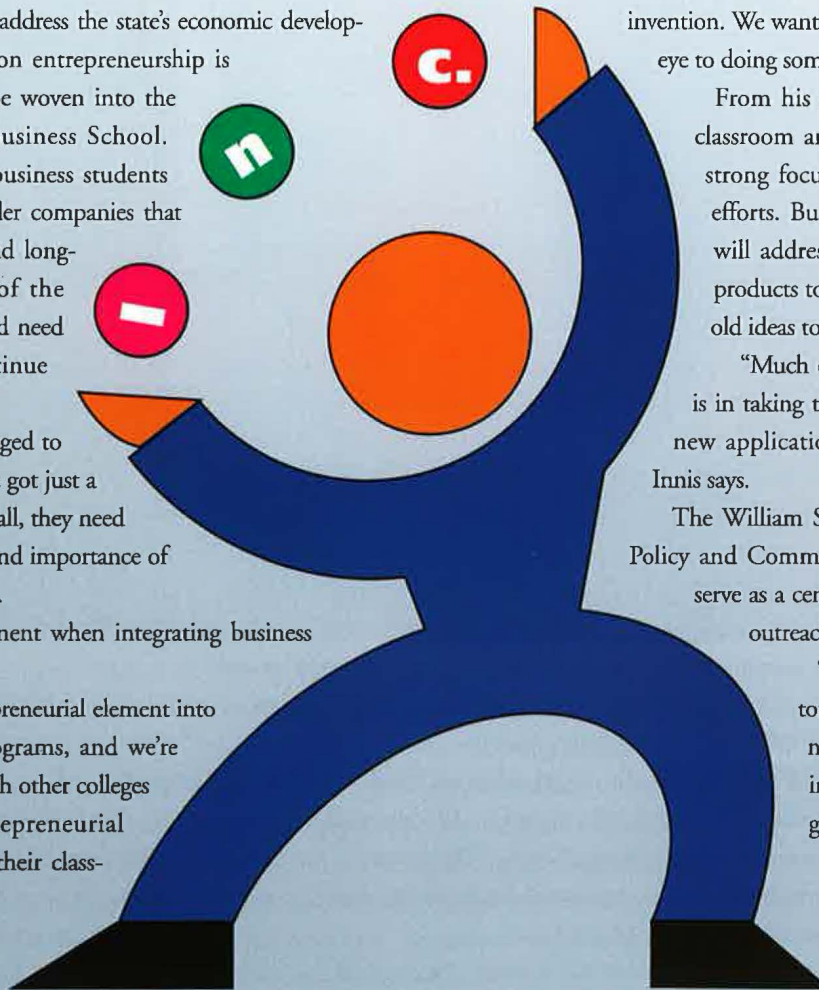 address the state's economic develop-
on entrepreneurship is
e woven into the
usiness School.
business students
ler companies that
d long-
of the
d need
tinue
ged to
got just a
all, they need
nd importance of
nent when integrating business
preneurial element into
ograms, and we're
h other colleges
epreneurial
their class-
I
n
c.
invention. We want
eye to doing som
From his
classroom an
strong focu
efforts. Bu
will addres
products to
old ideas to
"Much
is in taking t
new applicatio
Innis says.
The William S
Policy and Comm
serve as a cen
outreac
to
n
in
g